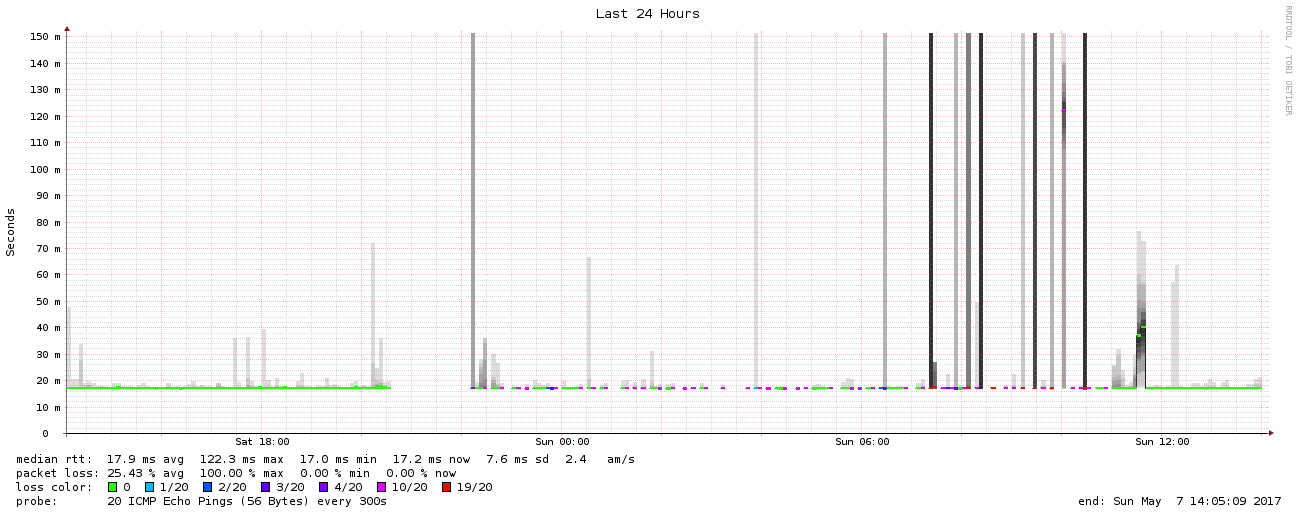 Last 24 Hours
RRDTOOL / TOBI OETIKER
Seconds
150 m
140 m
130 m
120 m
110 m
100 m
90 m
80 m
70 m
60 m
50 m
40 m
30 m
20 m
10 m
0
Sat 18:00 Sun 00:00 Sun 06:00 Sun 12:00
median rtt: 17.9 ms avg 122.3 ms max 17.0 ms min 17.2 ms now 7.6 ms sd 2.4 am/s
packet loss: 25.43 % avg 100.00 % max 0.00 % min 0.00 % now
loss color: 0 1/20 2/20 3/20 4/20 10/20 19/20
probe: 20 ICMP Echo Pings (56 Bytes) every 300s end: Sun May 7 14:05:09 2017